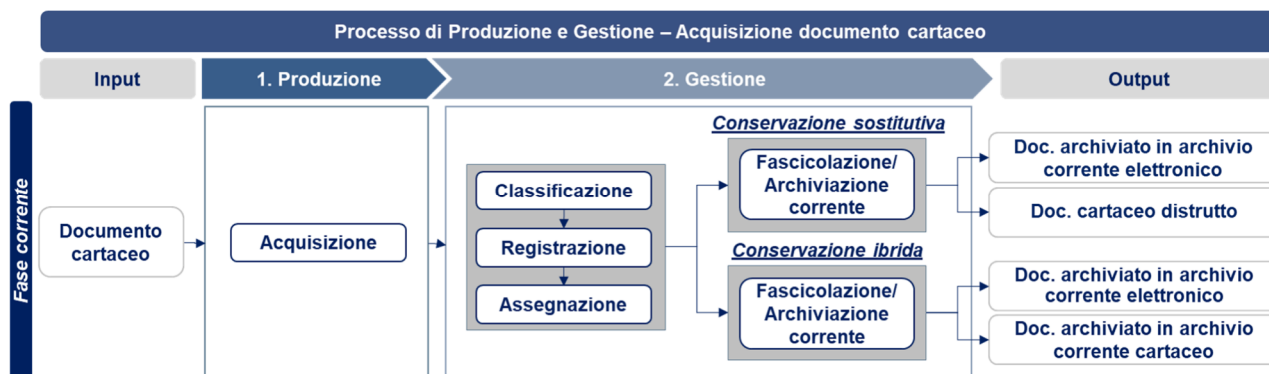 Processo di Produzione e Gestione – Acquisizione documento cartaceo
Input
1. Produzione
2. Gestione
Output
Fase corrente
Documento
cartaceo
Acquisizione
Classificazione
Registrazione
Assegnazione
Conservazione sostitutiva
Fascicolazione/
Archiviazione
corrente
Conservazione ibrida
Fascicolazione/
Archiviazione
corrente
Doc. archiviato in archivio
corrente elettronico
Doc. cartaceo distrutto
Doc. archiviato in archivio
corrente elettronico
Doc. archiviato in archivio
corrente cartaceo